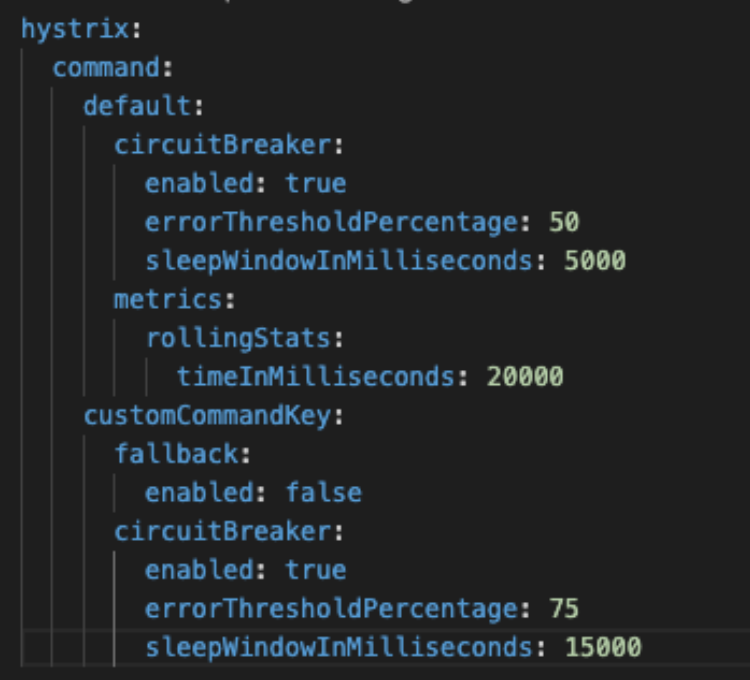 hystrix:
  command:
    default:
      circuitBreaker:
        enabled: true
        errorThresholdPercentage: 50
        sleepWindowInMilliseconds: 5000
      metrics:
        rollingStats:
          timeInMilliseconds: 20000
    customCommandKey:
      fallback:
        enabled: false
      circuitBreaker:
        enabled: true
        errorThresholdPercentage: 75
        sleepWindowInMilliseconds: 15000